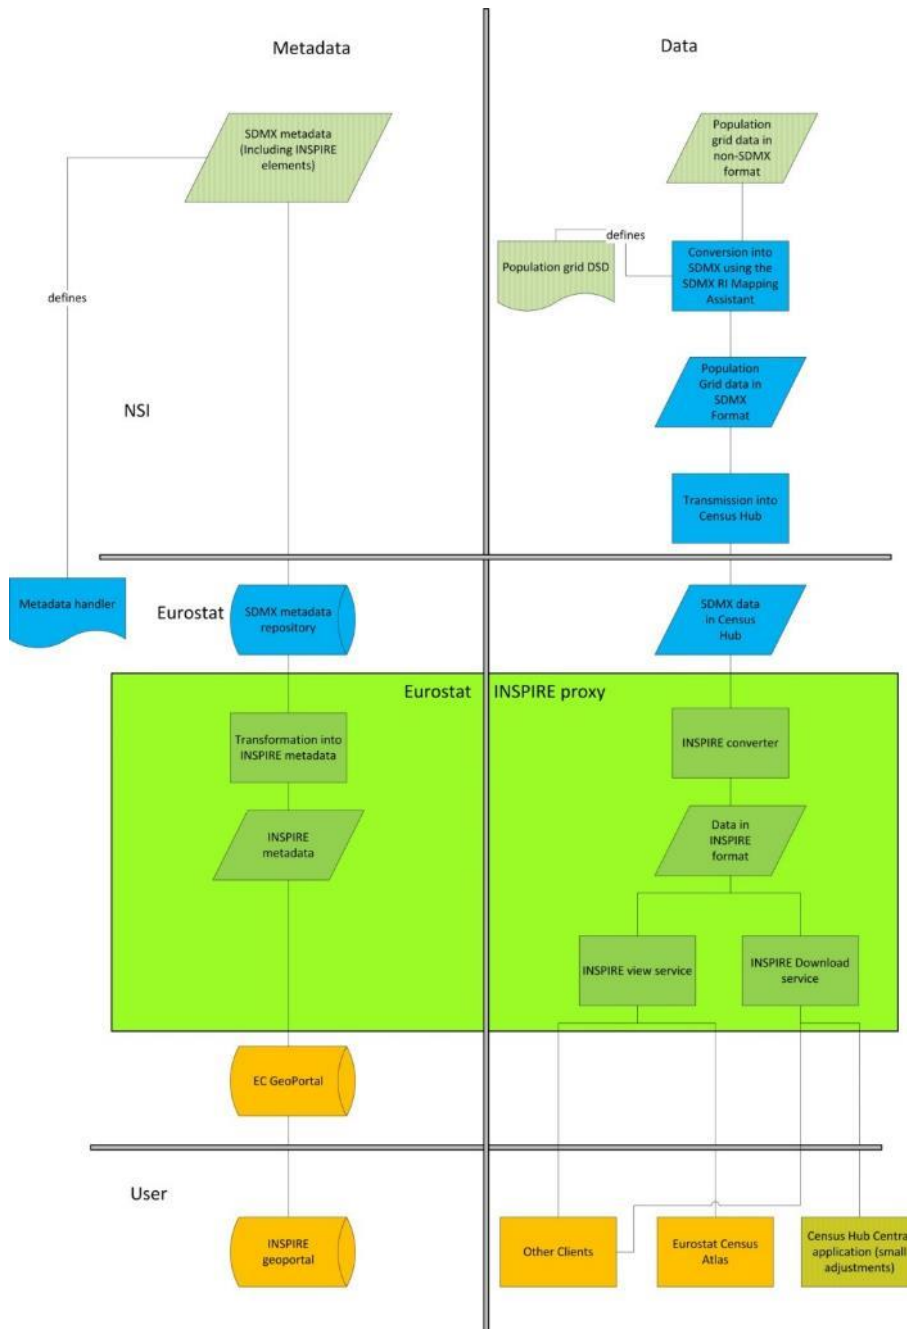 Metadata
Data
SDMX metadata
(Including INSPIRE
elements)
Population
grid data in
non-SDMX
format
defines
Population grid DSD
Conversion into
SDMX using the
SDMX RI Mapping
Assistant
defines
Population
Grid data in
SDMX
Format
NSI
Transmission into
Census Hub
Metadata handler
Eurostat
SDMX metadata
repository
SDMX data
in Census
Hub
Eurostat INSPIRE proxy
Transformation into
INSPIRE metadata
INSPIRE converter
INSPIRE
metadata
Data in
INSPIRE
format
INSPIRE view service
INSPIRE Download
service
EC GeoPortal
User
INSPIRE
geoportal
Other Clients
Eurostat Census
Atlas
Census Hub Centra
application (small
adjustments)